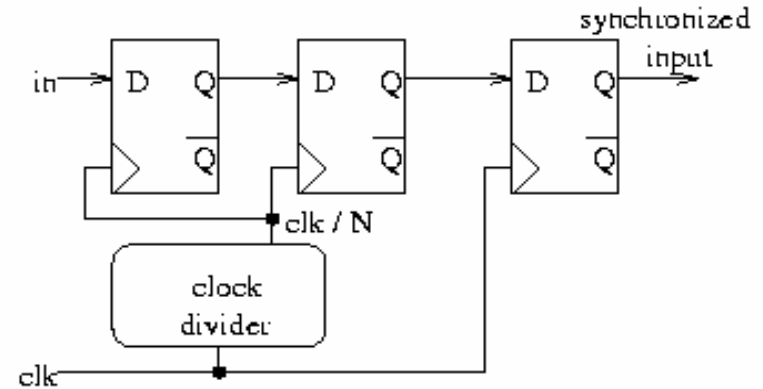 synchronized
input
in
D Q
D Q
D Q
Q
Q
Q
clk / N
clock
divider
clk